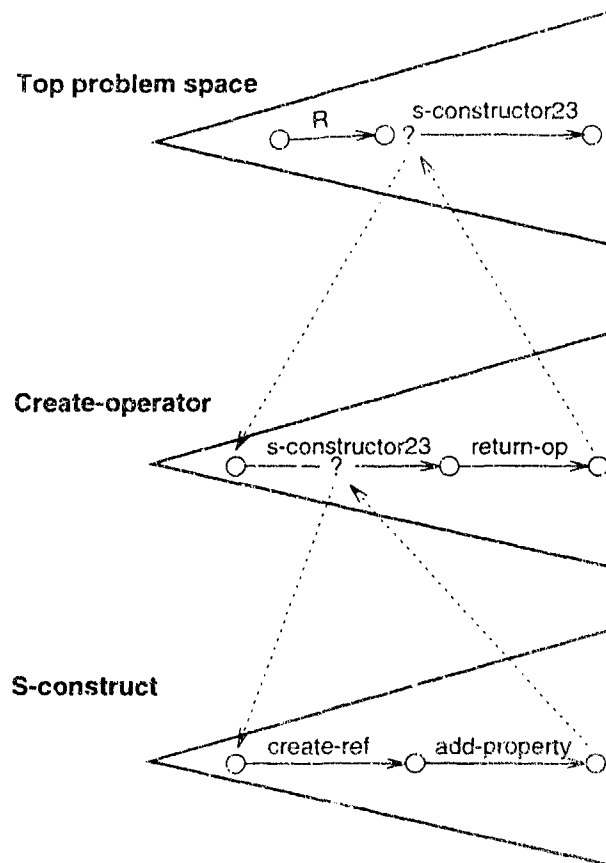 Top problem space
s-constructor23
R
?
Create-operator
s-constructor23 return-op
?
S-construct
create-ref add-property